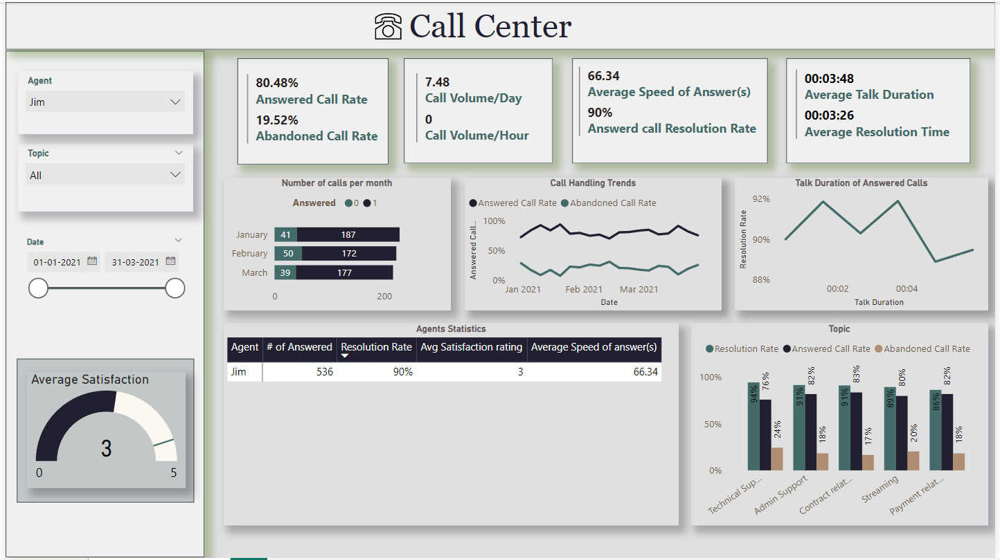 Call Center
Agent
Jim
Topic
All
Date
01-01-2021 31-03-2021
Average Satisfaction
3
0 5
80.48%
Answered Call Rate
19.52%
Abandoned Call Rate
7.48
Call Volume/Day
0
Call Volume/Hour
66.34
Average Speed of Answer(s)
90%
Answerd call Resolution Rate
00:03:48
Average Talk Duration
00:03:26
Average Resolution Time
Number of calls per month
Answered 0 1
January 41 187
February 50 172
March 39 177
0 200
Call Handling Trends
Answered Call Rate Abandoned Call Rate
Answered Call...
100%
50%
0%
Jan 2021 Feb 2021 Mar 2021
Date
Talk Duration of Answered Calls
Resolution Rate
92%
90%
88%
00:02 00:04
Talk Duration
Agents Statistics
Agent # of Answered Resolution Rate Avg Satisfaction rating Average Speed of answer(s)
Jim 536 90% 3 66.34
Topic
Resolution Rate Answered Call Rate Abandoned Call Rate
100%
50%
0%
94% 76% 24% 91% 82% 18% 91% 83% 17% 89% 80% 20% 86% 82% 18%
Technical Sup... Admin Support Contract relat... Streaming Payment relat...